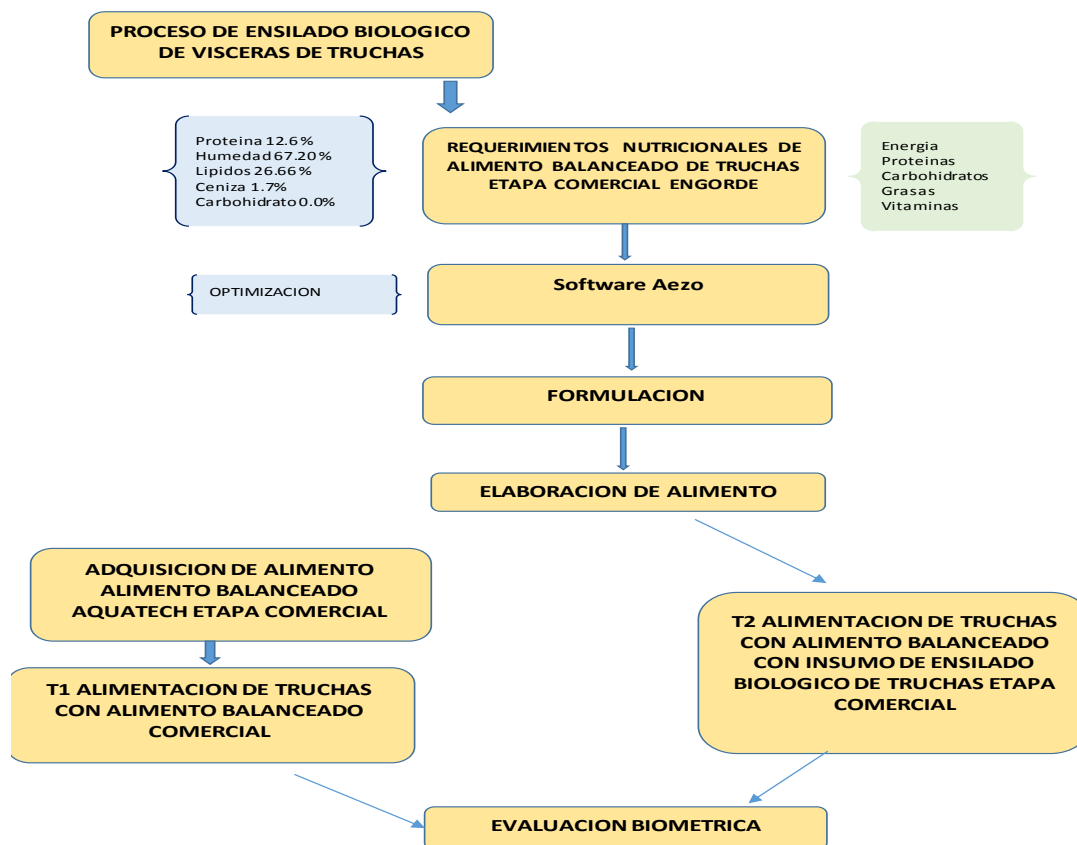 PROCESO DE ENSILADO BIOLOGICO
DE VISCERAS DE TRUCHAS
Proteina 12.6%
Humedad 67.20%
Lipidos 26.66%
Ceniza 1.7%
Carbohidrato 0.0%
REQUERIMIENTOS NUTRICIONALES DE
ALIMENTO BALANCEADO DE TRUCHAS
ETAPA COMERCIAL ENGORDE
Energia
Proteinas
Carbohidratos
Grasas
Vitaminas
OPTIMIZACION
Software Aezo
FORMULACION
ELABORACION DE ALIMENTO
ADQUISICION DE ALIMENTO
ALIMENTO BALANCEADO
AQUATECH ETAPA COMERCIAL
T1 ALIMENTACION DE TRUCHAS
CON ALIMENTO BALANCEADO
COMERCIAL
T2 ALIMENTACION DE TRUCHAS
CON ALIMENTO BALANCEADO
CON INSUMO DE ENSILADO
BIOLOGICO DE TRUCHAS ETAPA
COMERCIAL
EVALUACION BIOMETRICA